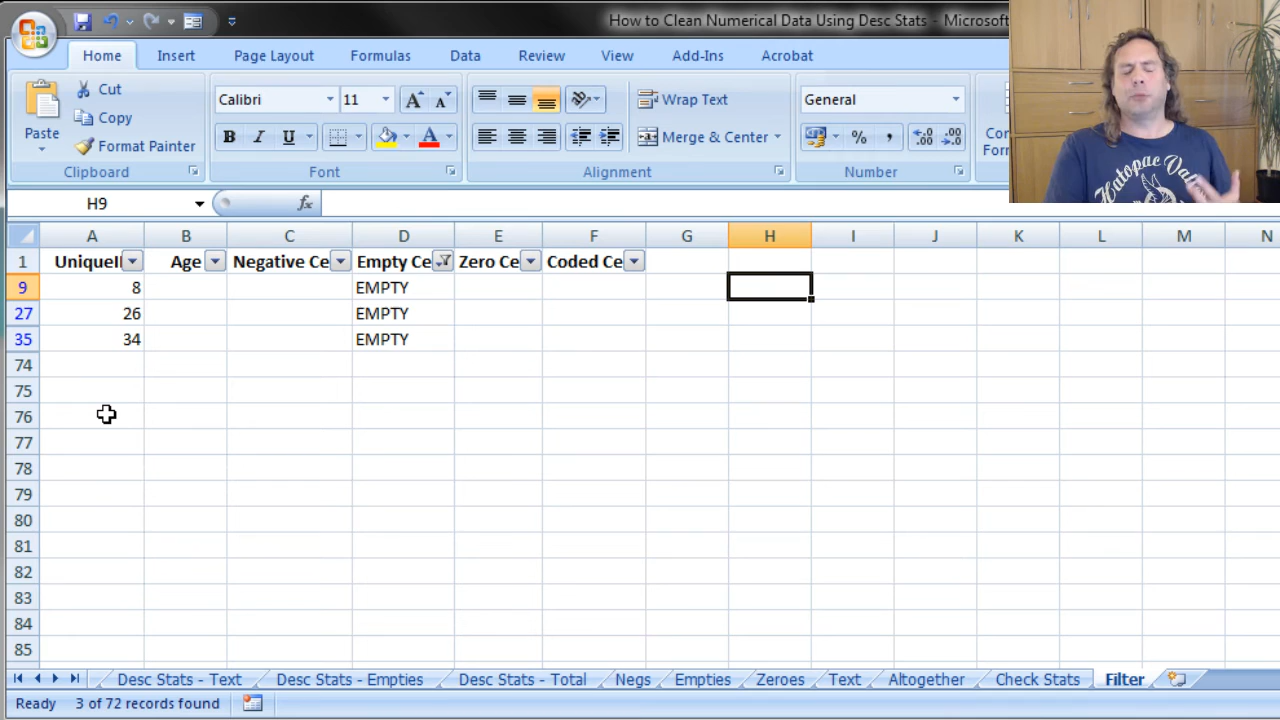 How to Clean Numerical Data Using Desc Stats - Microsoft
Home Insert Page Layout Formulas Data Review View Add-Ins Acrobat
Cut
Copy
Format Painter
Paste
Clipboard
Calibri 11
B I U
Font
Wrap Text
Merge & Center
Alignment
General
% ,
Number
Con
Form
H9 fx
A B C D E F G H I J K L M N
1 UniqueI Age Negative Ce Empty Ce Zero Ce Coded Ce
9 8 EMPTY
27 26 EMPTY
35 34 EMPTY
74
75
76
77
78
79
80
81
82
83
84
85
Desc Stats - Text Desc Stats - Empties Desc Stats - Total Negs Empties Zeroes Text Altogether Check Stats Filter
Ready 3 of 72 records found
Hatopac Va